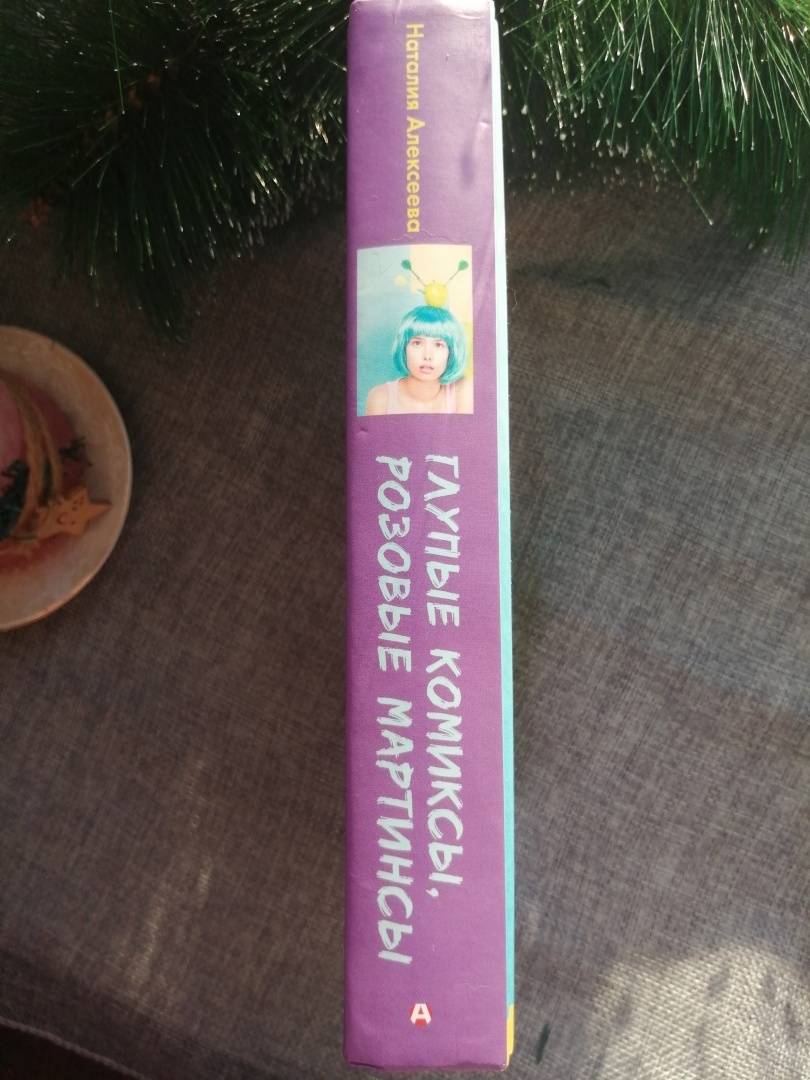 Наталия Алексеева
ГЛУПЫЕ КОМИКСЫ,
РОЗОВЫЕ МАРТИНСЫ
А